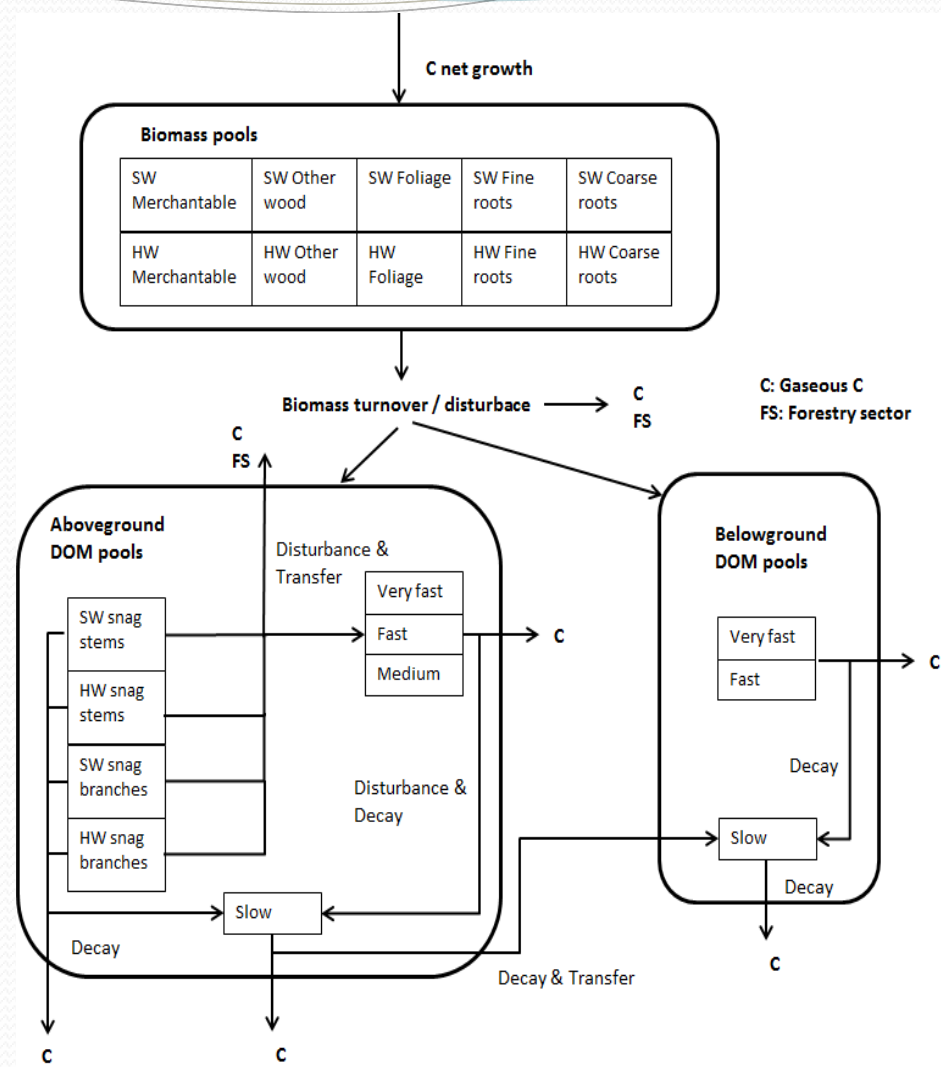 C net growth
Biomass pools
SW
Merchantable
SW Other
wood
SW Foliage
SW Fine
roots
SW Coarse
roots
HW
Merchantable
HW Other
wood
HW
Foliage
HW Fine
roots
HW Coarse
roots
Biomass turnover / disturbace
C
FS
C: Gaseous C
FS: Forestry sector
C
FS
Aboveground
DOM pools
Disturbance &
Transfer
Very fast
Fast
Medium
C
SW snag
stems
HW snag
stems
SW snag
branches
HW snag
branches
Disturbance &
Decay
Slow
Decay
C
C
Decay & Transfer
Belowground
DOM pools
Very fast
Fast
C
Decay
Slow
Decay
C